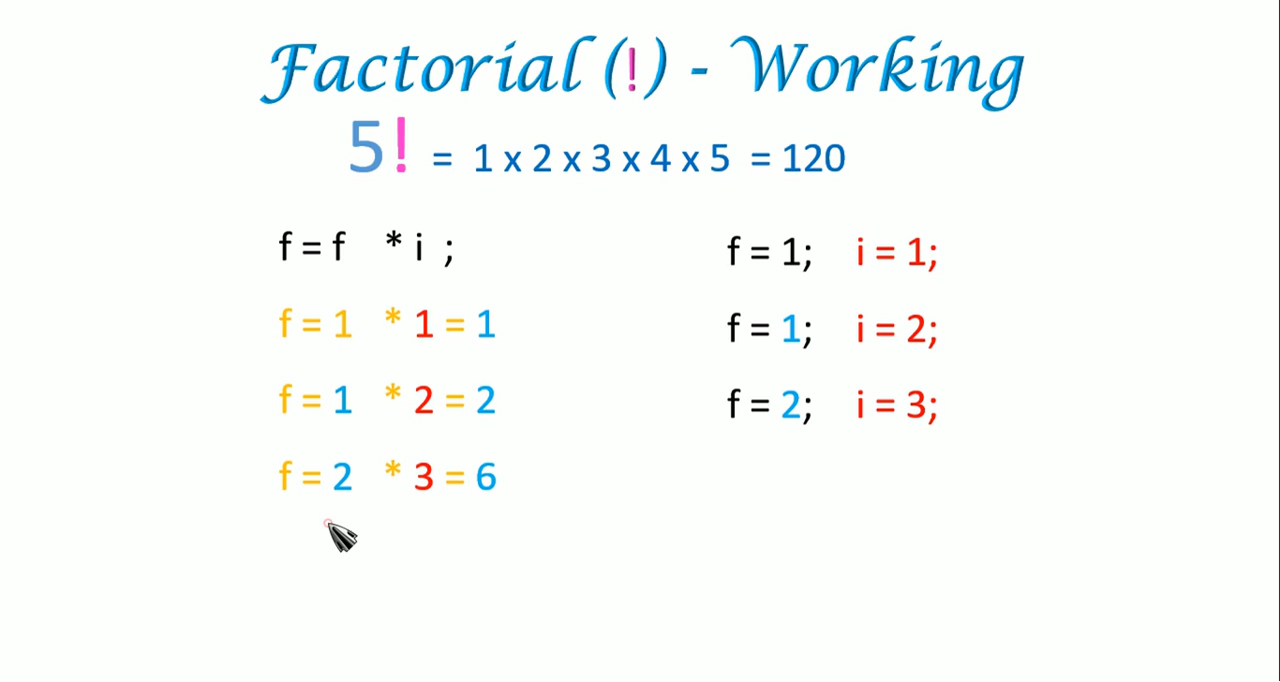 Factorial (!) - Working
5! = 1 x 2 x 3 x 4 x 5 = 120
f = f * i ;
f = 1 * 1 = 1
f = 1 * 2 = 2
f = 2 * 3 = 6
f = 1; i = 1;
f = 1; i = 2;
f = 2; i = 3;